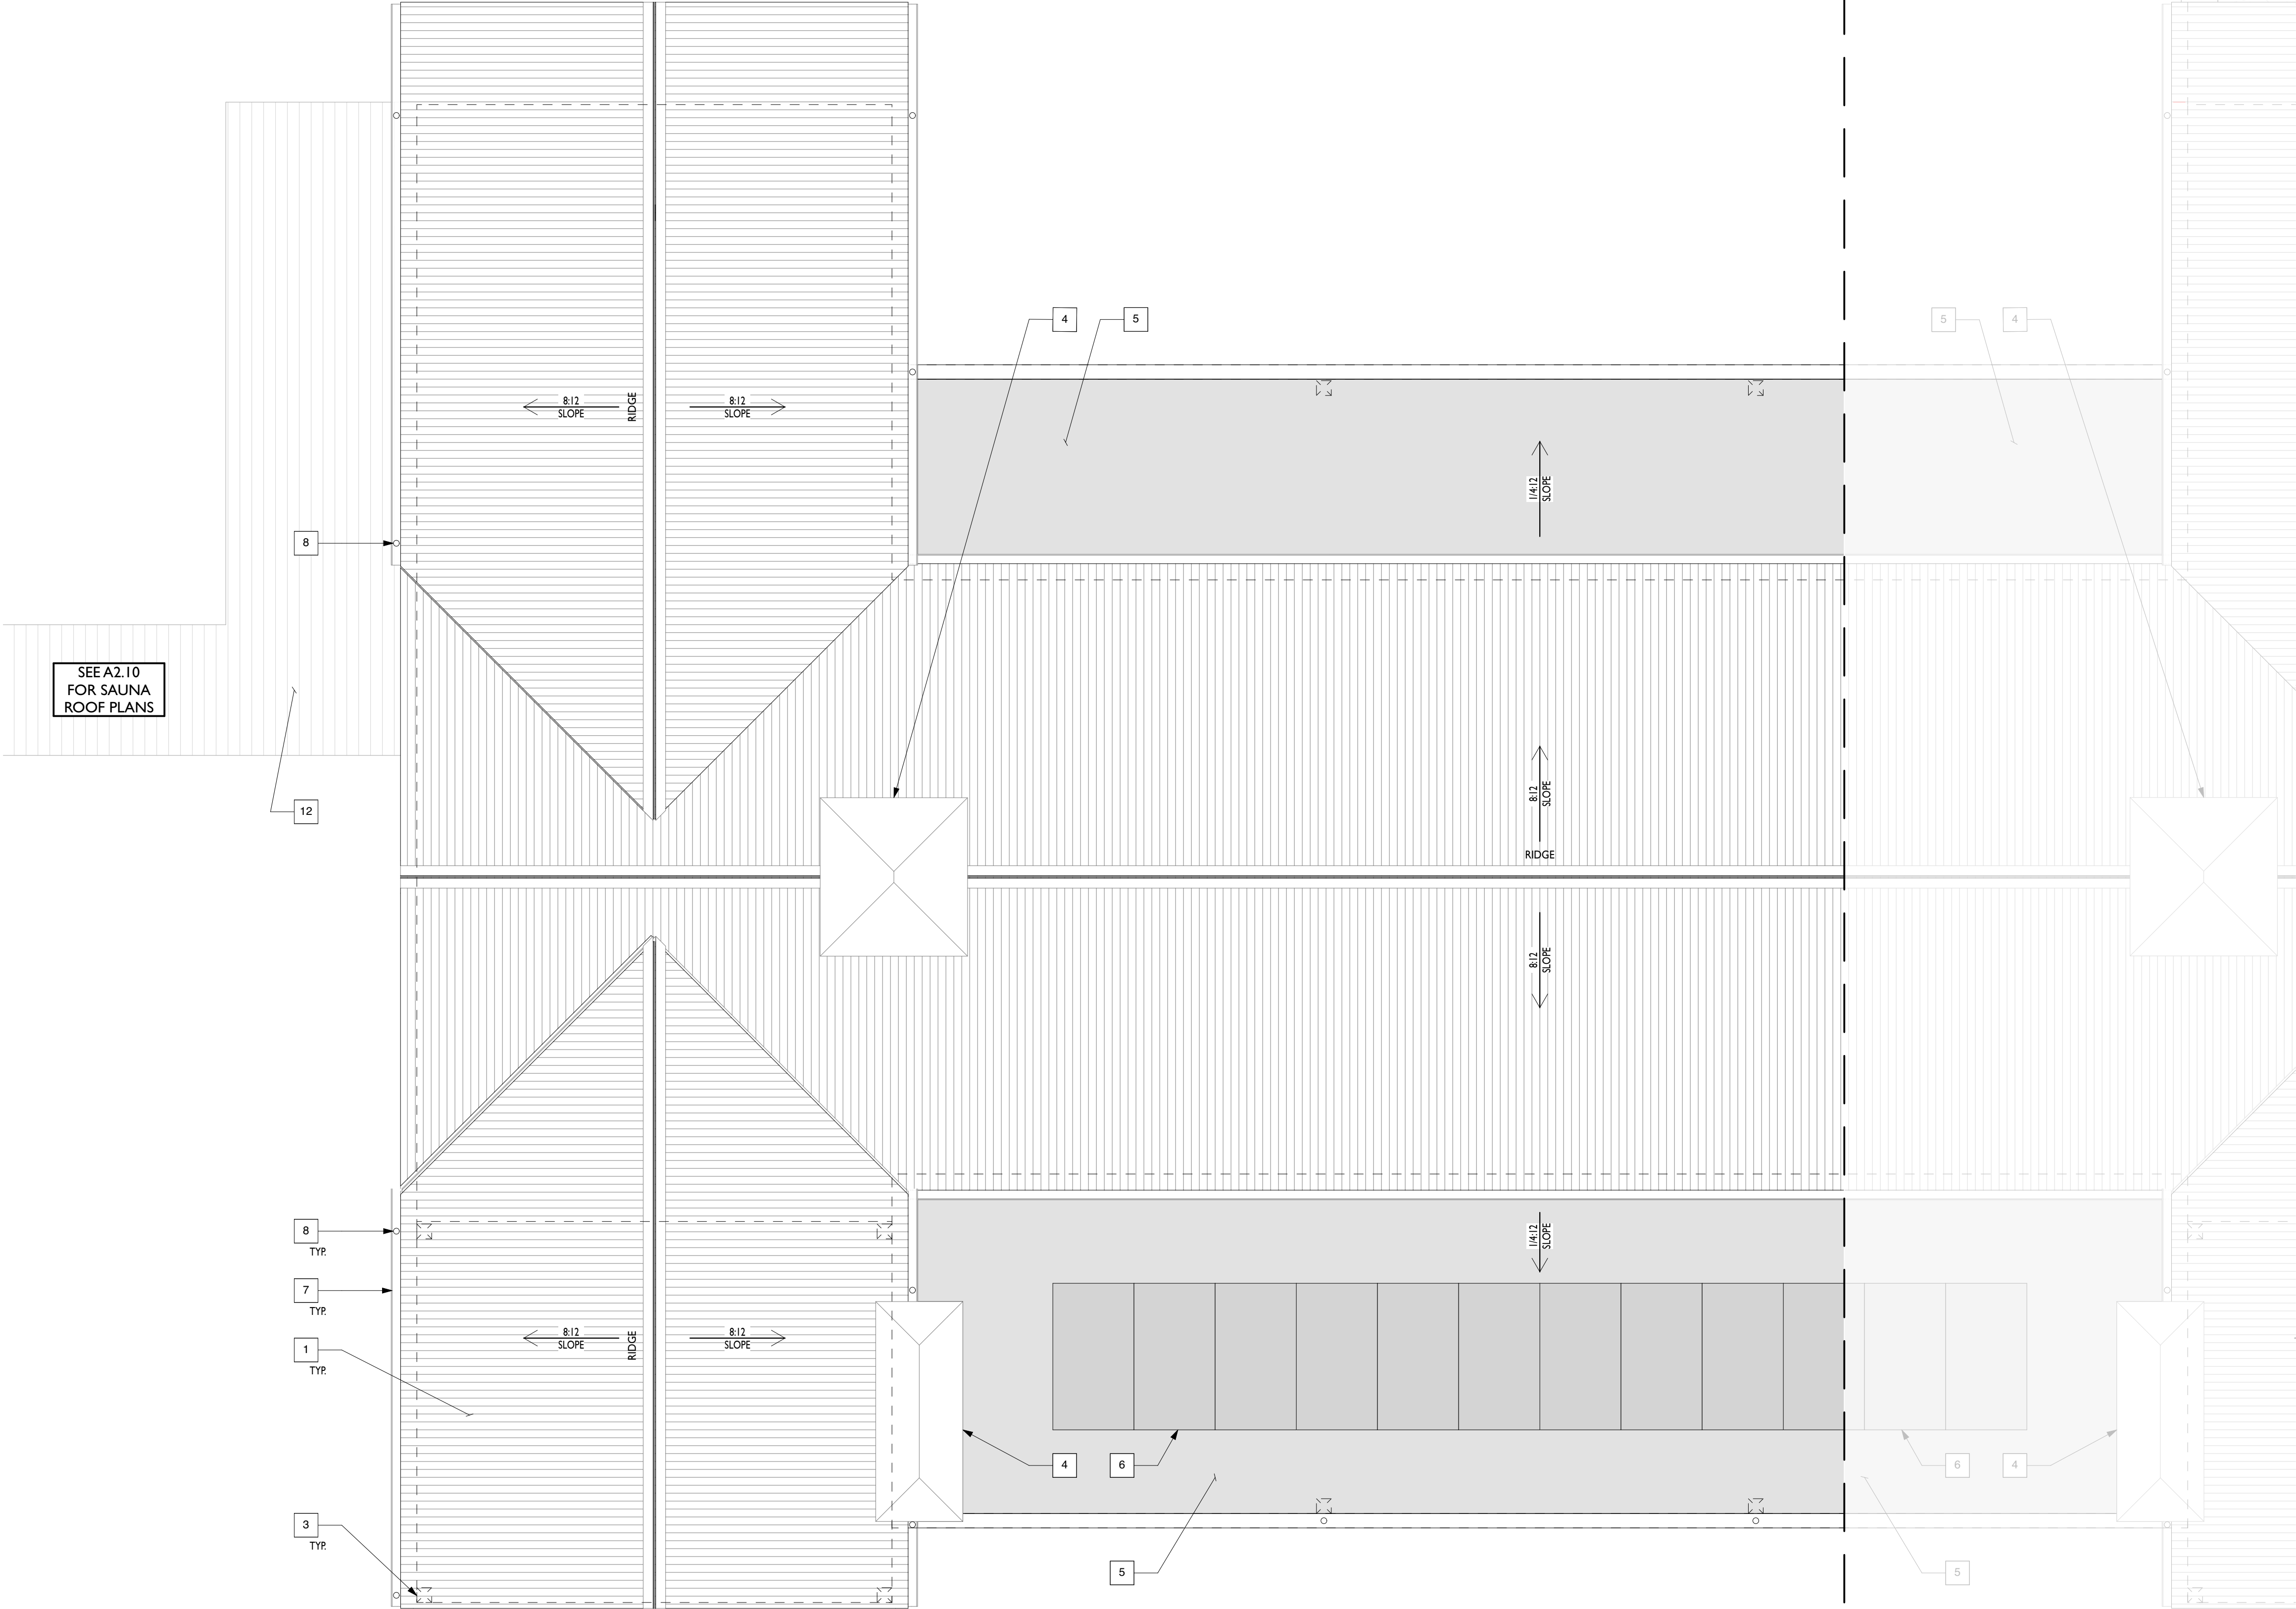 4
5
5
4
8:12
SLOPE
RIDGE
8:12
SLOPE
1/4:12
SLOPE
8
SEE A2.10
FOR SAUNA
ROOF PLANS
12
8:12
SLOPE
RIDGE
8:12
SLOPE
8
TYP.
1/4:12
SLOPE
7
TYP.
8:12
SLOPE
RIDGE
8:12
SLOPE
1
TYP.
4
6
6
4
3
TYP.
5
5